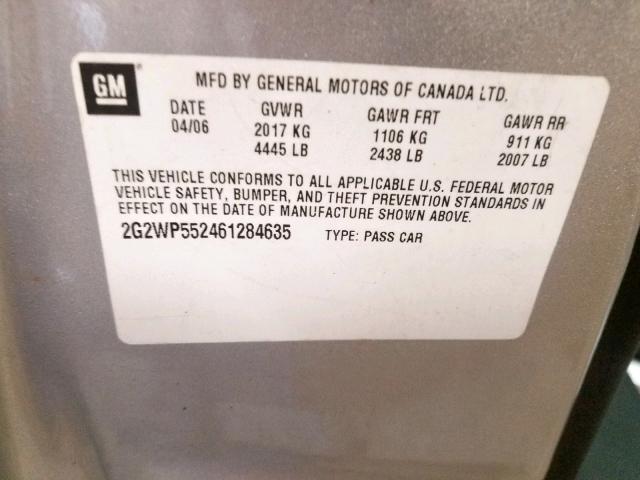 GM
MFD BY GENERAL MOTORS OF CANADA LTD.
DATE GVWR GAWR FRT GAWR RR
04/06 2017 KG 1106 KG 911 KG
4445 LB 2438 LB 2007 LB
THIS VEHICLE CONFORMS TO ALL APPLICABLE U.S. FEDERAL MOTOR
VEHICLE SAFETY, BUMPER, AND THEFT PREVENTION STANDARDS IN
EFFECT ON THE DATE OF MANUFACTURE SHOWN ABOVE.
2G2WP552461284635 TYPE: PASS CAR